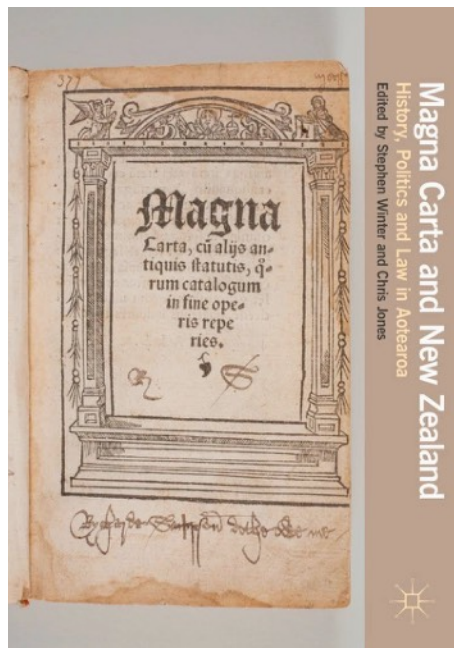 Magna Carta and New Zealand
History, Politics and Law in Aotearoa
Edited by Stephen Winter and Chris Jones
377
Magna
Carta, cū alijs an-
tiquis statutis, q̊-
rum catalogum
in fine ope-
ris repe
ries.